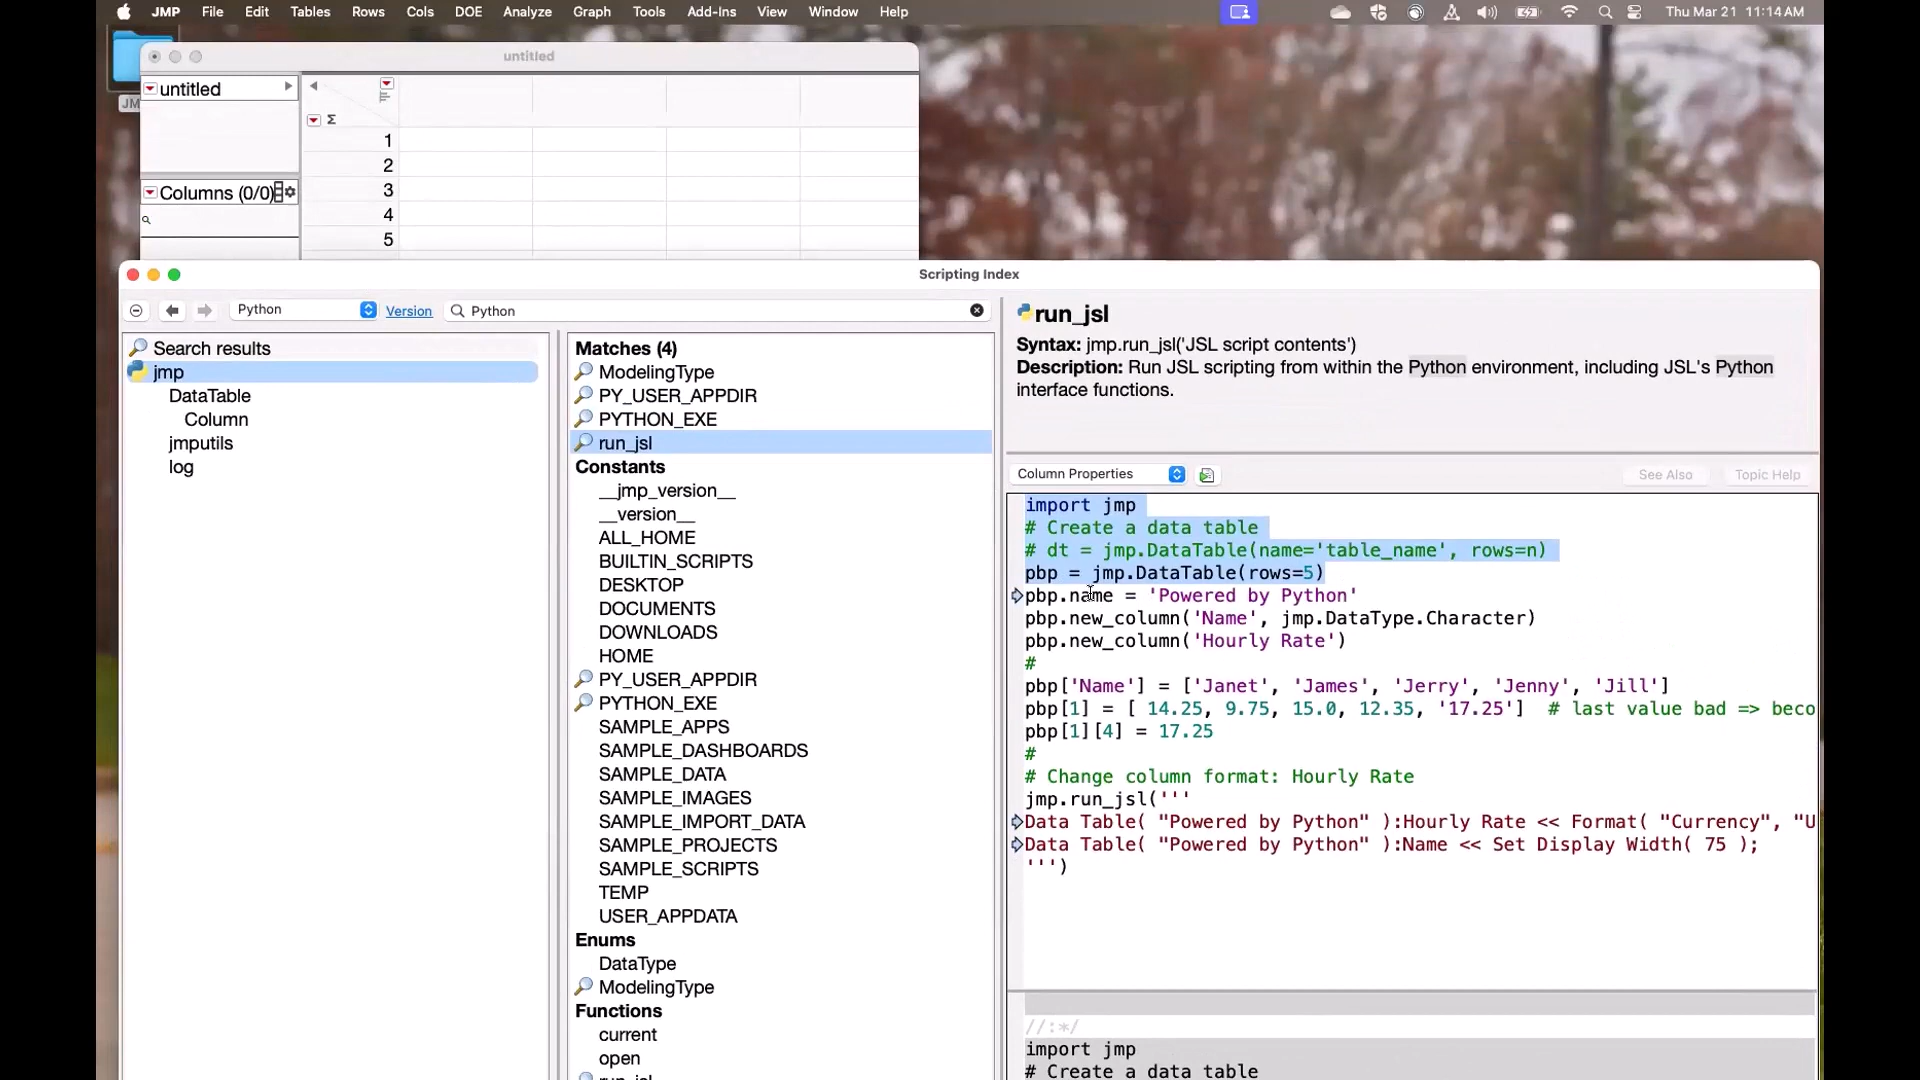 JMP File Edit Tables Rows Cols DOE Analyze Graph Tools Add-Ins View Window Help Thu Mar 21 11:14 AM
untitled
untitled
JM
Σ
1
2
3
4
5
Columns (0/0)
Scripting Index
Python Version Python
Search results
jmp
DataTable
Column
jmputils
log
Matches (4)
ModelingType
PY_USER_APPDIR
PYTHON_EXE
run_jsl
Constants
__jmp_version__
__version__
ALL_HOME
BUILTIN_SCRIPTS
DESKTOP
DOCUMENTS
DOWNLOADS
HOME
PY_USER_APPDIR
PYTHON_EXE
SAMPLE_APPS
SAMPLE_DASHBOARDS
SAMPLE_DATA
SAMPLE_IMAGES
SAMPLE_IMPORT_DATA
SAMPLE_PROJECTS
SAMPLE_SCRIPTS
TEMP
USER_APPDATA
Enums
DataType
ModelingType
Functions
current
open
run_jsl
run_jsl
Syntax: jmp.run_jsl('JSL script contents')
Description: Run JSL scripting from within the Python environment, including JSL's Python
interface functions.
Column Properties See Also Topic Help
import jmp
# Create a data table
# dt = jmp.DataTable(name='table_name', rows=n)
pbp = jmp.DataTable(rows=5)
pbp.name = 'Powered by Python'
pbp.new_column('Name', jmp.DataType.Character)
pbp.new_column('Hourly Rate')
#
pbp['Name'] = ['Janet', 'James', 'Jerry', 'Jenny', 'Jill']
pbp[1] = [ 14.25, 9.75, 15.0, 12.35, '17.25'] # last value bad => beco
pbp[1][4] = 17.25
#
# Change column format: Hourly Rate
jmp.run_jsl('''
Data Table( "Powered by Python" ):Hourly Rate << Format( "Currency", "U
Data Table( "Powered by Python" ):Name << Set Display Width( 75 );
''')
//:*/
import jmp
# Create a data table